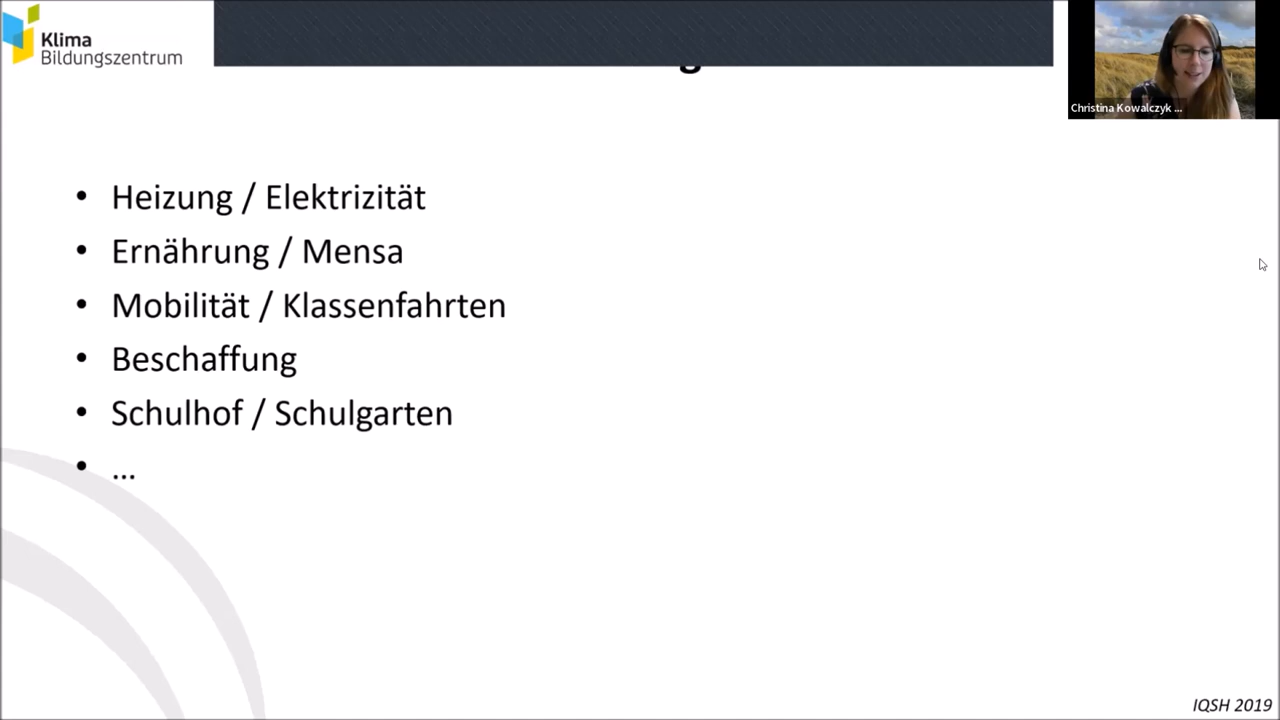 Klima
Bildungszentrum
Christina Kowalczyk ...
• Heizung / Elektrizität
• Ernährung / Mensa
• Mobilität / Klassenfahrten
• Beschaffung
• Schulhof / Schulgarten
• ...
IQSH 2019